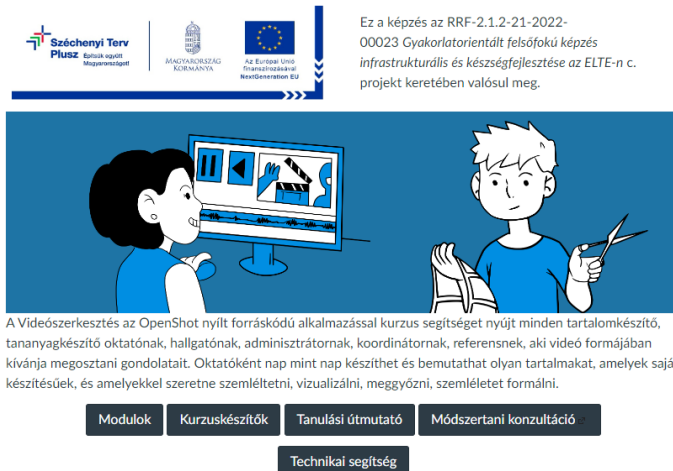 Széchenyi Terv
Plusz Építsük együtt
Magyarországot!
MAGYARORSZÁG
KORMÁNYA
Az Európai Unió
finanszírozásával
NextGeneration EU
Ez a képzés az RRF-2.1.2-21-2022-
00023 Gyakorlatorientált felsőfokú képzés
infrastrukturális és készségfejlesztése az ELTE-n c.
projekt keretében valósul meg.
A Videószerkesztés az OpenShot nyílt forráskódú alkalmazással kurzus segítséget nyújt minden tartalomkészítő,
tananyagkészítő oktatónak, hallgatónak, adminisztrátornak, koordinátornak, referensnek, aki videó formájában
kívánja megosztani gondolatait. Oktatóként nap mint nap készíthet és bemutathat olyan tartalmakat, amelyek sajá
készítésűek, és amelyekkel szeretne szemléltetni, vizualizálni, meggyőzni, szemléletet formálni.
Modulok Kurzuskészítők Tanulási útmutató Módszertani konzultáció
Technikai segítség